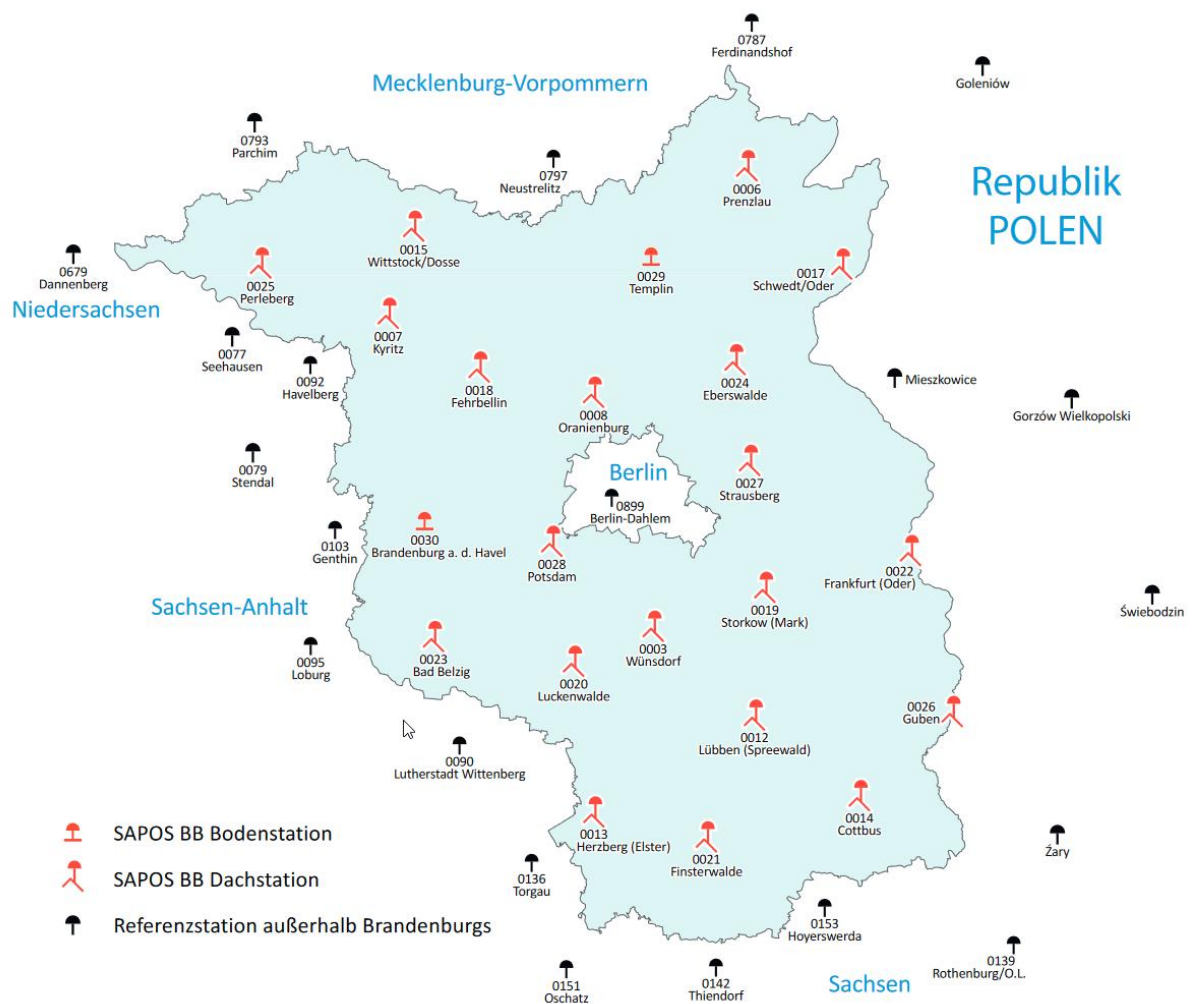 0787
Ferdinandshof
Goleniów
Mecklenburg-Vorpommern
0793
Parchim
0797
Neustrelitz
0006
Prenzlau
Republik
POLEN
0015
Wittstock/Dosse
0679
Dannenberg
0025
Perleberg
0029
Templin
0017
Schwedt/Oder
Niedersachsen
0007
Kyritz
0077
Seehausen
0092
Havelberg
0018
Fehrbellin
0008
Oranienburg
0024
Eberswalde
Mieszkowice
Gorzów Wielkopolski
0079
Stendal
Berlin
0899
Berlin-Dahlem
0027
Strausberg
0103
Genthin
0030
Brandenburg a. d. Havel
0028
Potsdam
0022
Frankfurt (Oder)
Sachsen-Anhalt
0019
Storkow (Mark)
Świebodzin
0095
Loburg
0023
Bad Belzig
0003
Wünsdorf
0020
Luckenwalde
0026
Guben
0012
Lübben (Spreewald)
0090
Lutherstadt Wittenberg
0014
Cottbus
0013
Herzberg (Elster)
0021
Finsterwalde
Żary
SAPOS BB Bodenstation
SAPOS BB Dachstation
Referenzstation außerhalb Brandenburgs
0136
Torgau
0153
Hoyerswerda
0139
Rothenburg/O.L.
0151
Oschatz
0142
Thiendorf
Sachsen